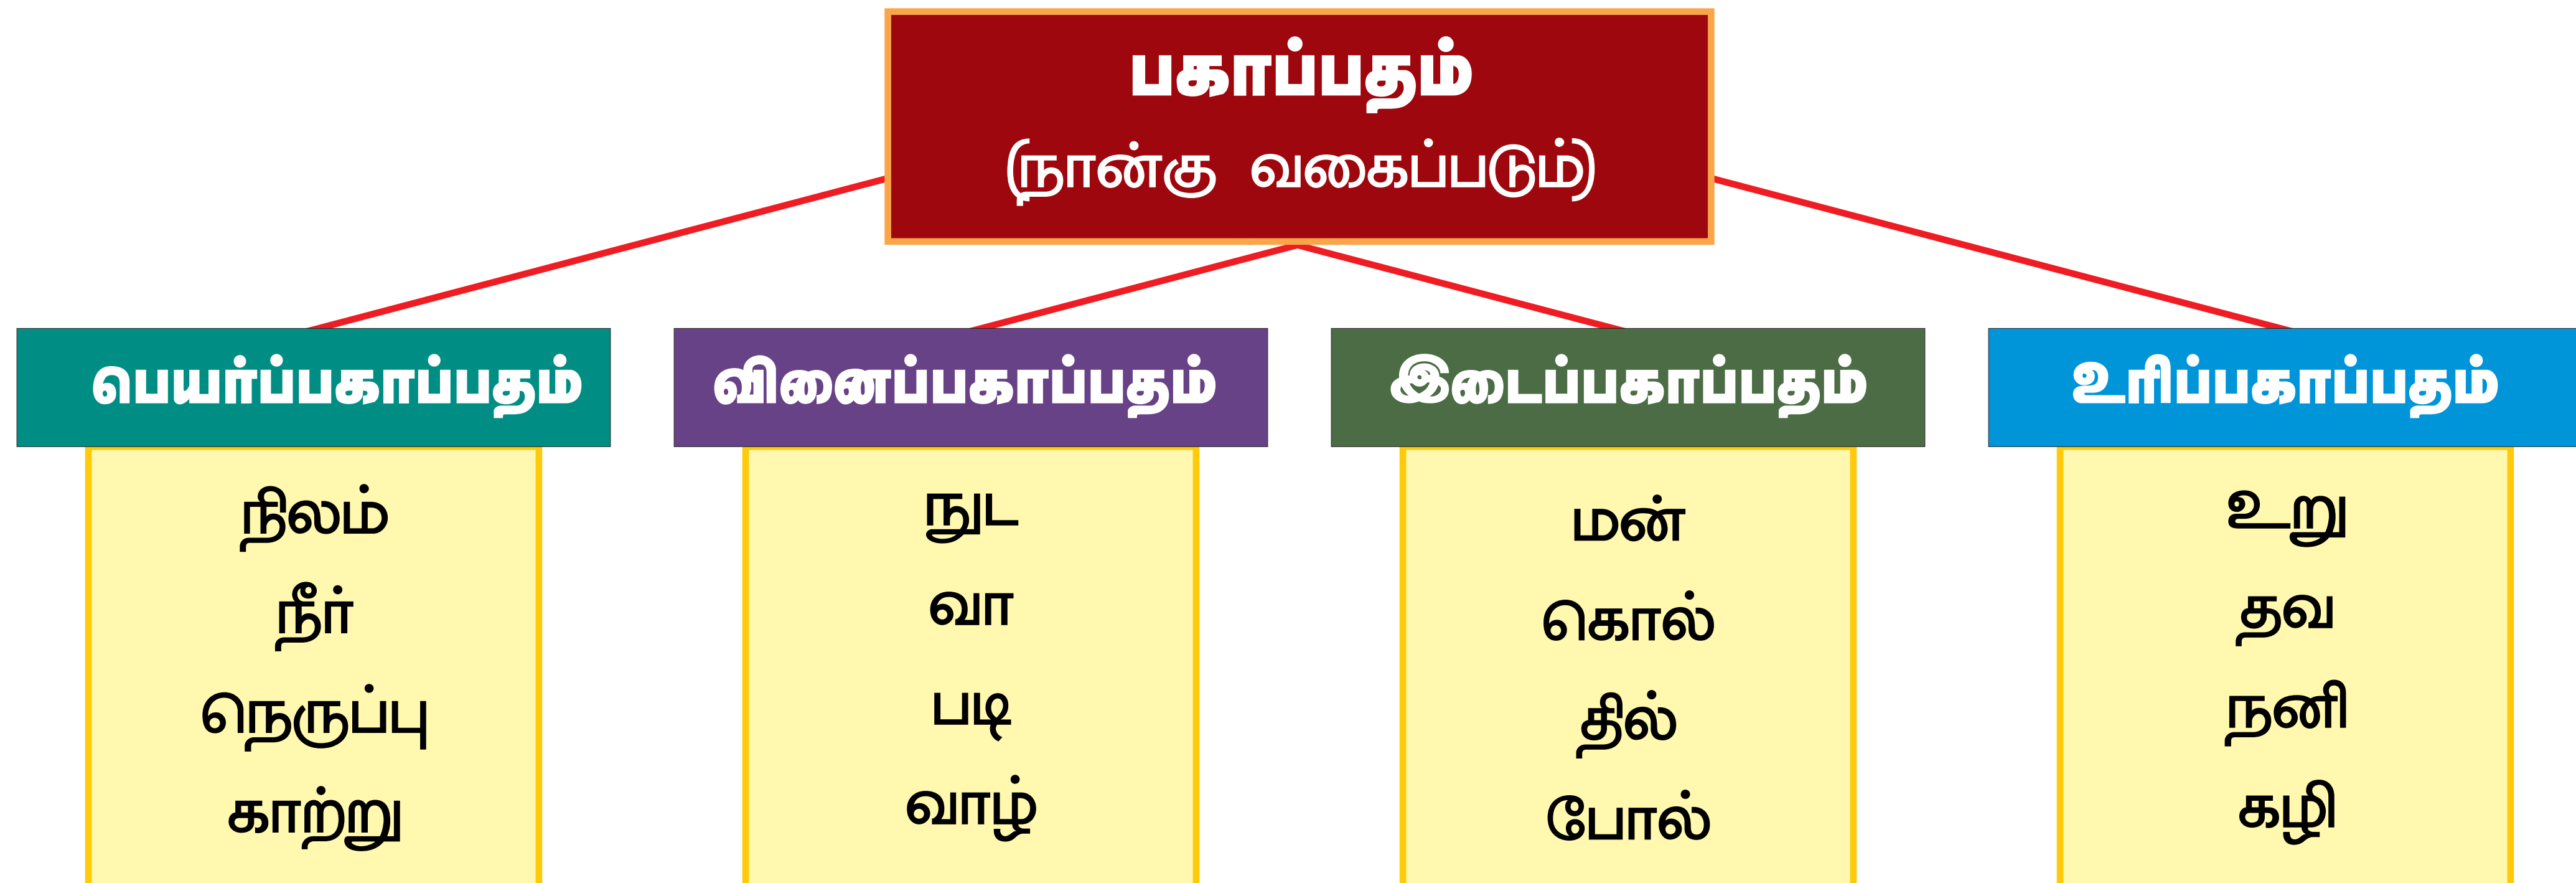 பகாப்பதம்
(நான்கு வகைப்படும்)
பெயர்ப்பகாப்பதம்
நிலம்
நீர்
நெருப்பு
காற்று
வினைப்பகாப்பதம்
நுட
வா
படி
வாழ்
இடைப்பகாப்பதம்
மன்
கொல்
தில்
போல்
உரிப்பகாப்பதம்
உறு
தவ
நனி
கழி